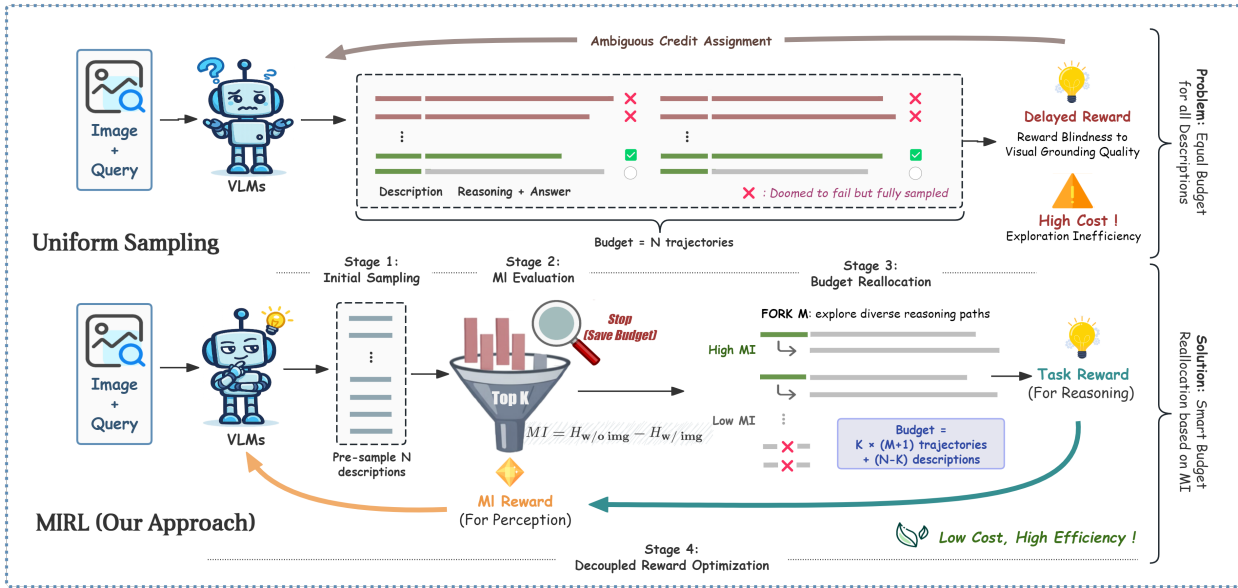 Ambiguous Credit Assignment
Image
+
Query
VLMs
Description
Reasoning + Answer
: Doomed to fail but fully sampled
Budget = N trajectories
Delayed Reward
Reward Blindness to
Visual Grounding Quality
High Cost !
Exploration Inefficiency
Problem: Equal Budget
for all Descriptions
Uniform Sampling
Stage 1:
Initial Sampling
Stage 2:
MI Evaluation
Stage 3:
Budget Reallocation
Image
+
Query
VLMs
Pre-sample N
descriptions
Stop
(Save Budget)
Top K
MI = H w/o img − H w/ img
MI Reward
(For Perception)
FORK M: explore diverse reasoning paths
High MI
Low MI
Budget =
K × (M+1) trajectories
+ (N-K) descriptions
Task Reward
(For Reasoning)
Solution: Smart Budget
Reallocation based on MI
MIRL (Our Approach)
Low Cost, High Efficiency !
Stage 4:
Decoupled Reward Optimization